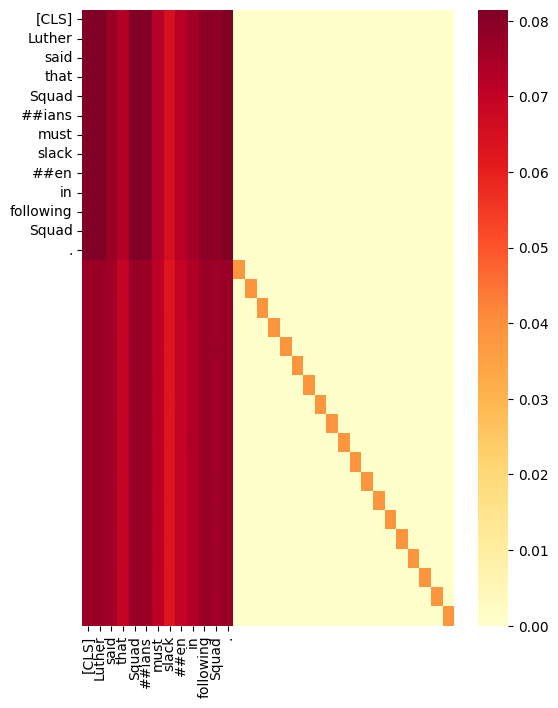 [CLS]
Luther
said
that
Squad
##ians
must
slack
##en
in
following
Squad
.
0.08
0.07
0.06
0.05
0.04
0.03
0.02
0.01
0.00
[CLS]
Luther
said
that
Squad
##ians
must
slack
##en
in
following
Squad
.